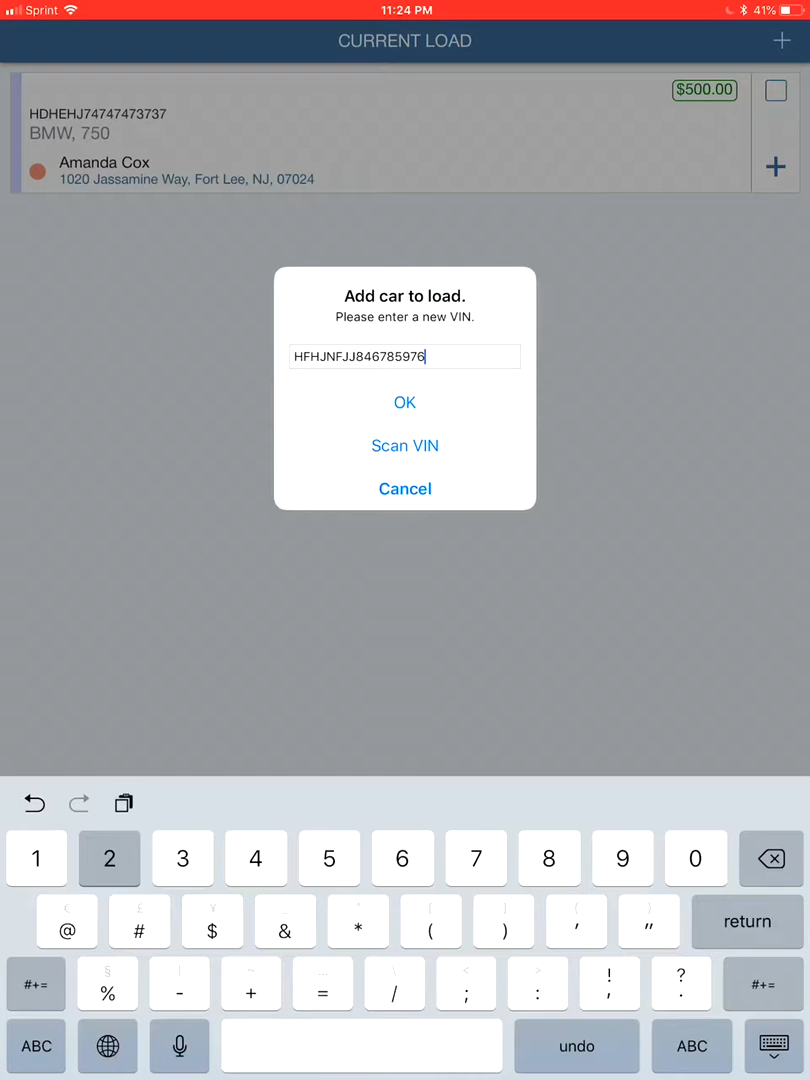 Sprint 11:24 PM 41%
CURRENT LOAD +
$500.00
HDHEHJ74747473737
BMW, 750
Amanda Cox
1020 Jassamine Way, Fort Lee, NJ, 07024
+
Add car to load.
Please enter a new VIN.
HFHJNFJJ846785976
OK
Scan VIN
Cancel
1 2 3 4 5 6 7 8 9 0
@ # $ & * ( ) ' " return
#+= % - + = / ; : ! , ? . #+=
ABC undo ABC